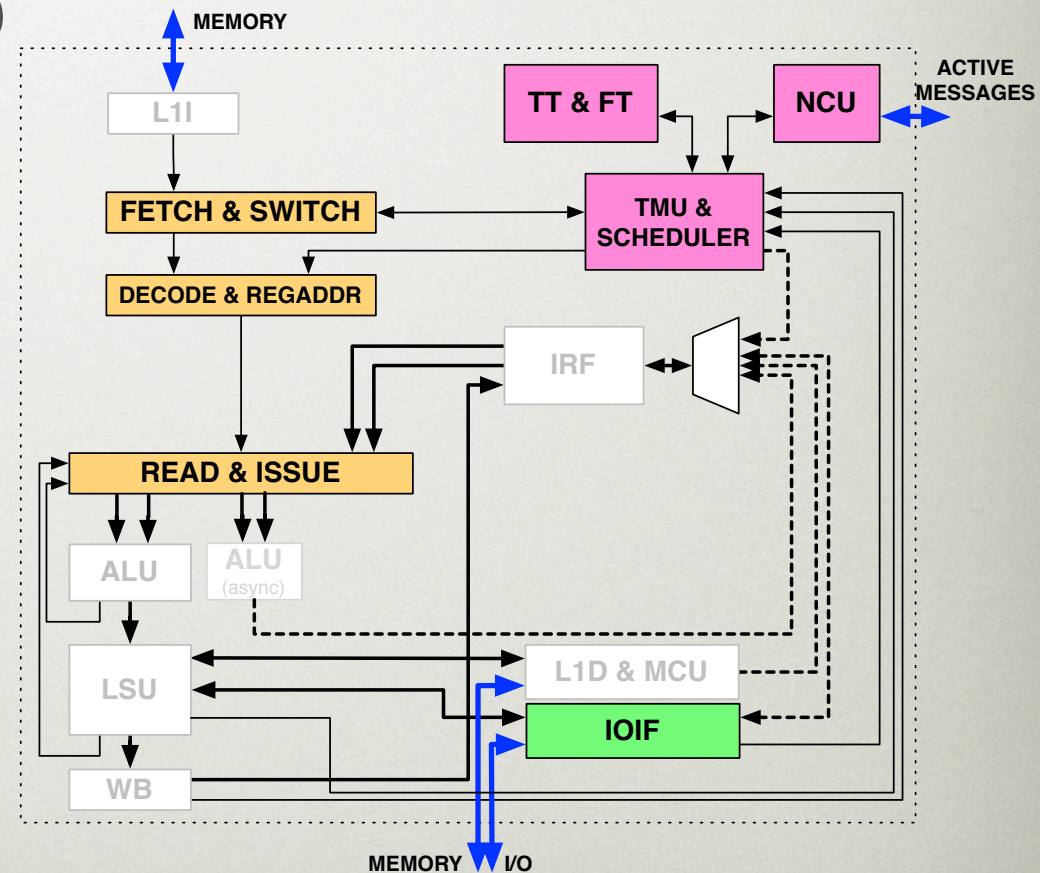 )
MEMORY
ACTIVE
MESSAGES
L1I
TT & FT
NCU
FETCH & SWITCH
TMU &
SCHEDULER
DECODE & REGADDR
IRF
READ & ISSUE
ALU
ALU
(async)
LSU
L1D & MCU
IOIF
WB
MEMORY
I/O